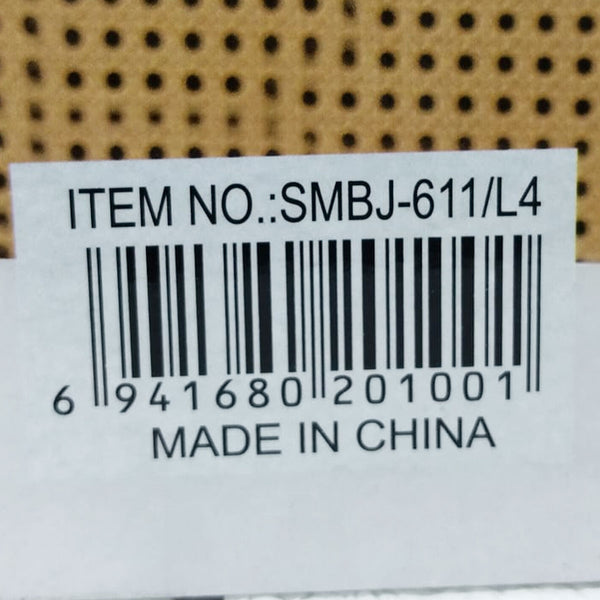 ITEM NO.:SMBJ-611/L4
6 941680 201001
MADE IN CHINA